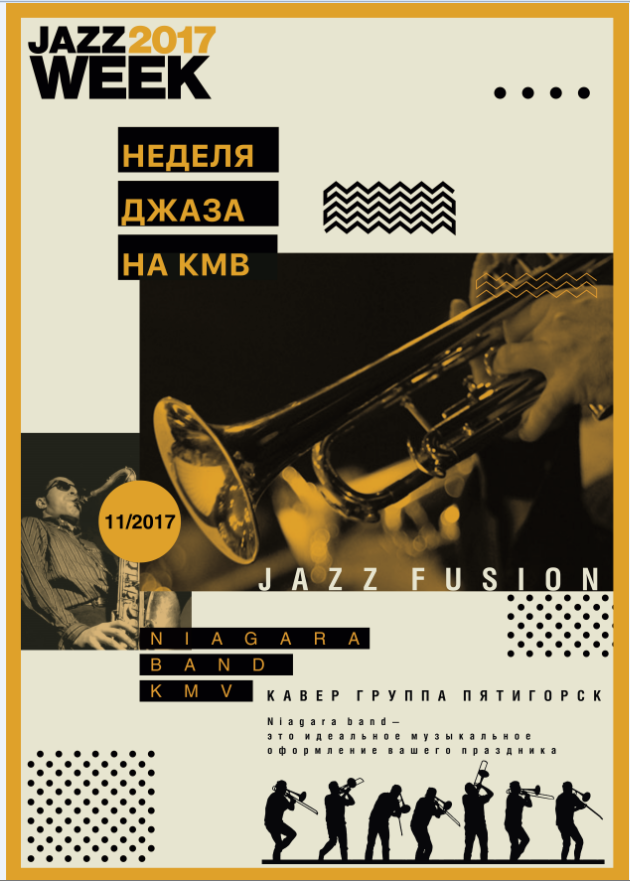 JAZZ 2017
WEEK
НЕДЕЛЯ
ДЖАЗА
НА КМВ
11/2017
JAZZ FUSION
NIAGARA
BAND
KMV
КАВЕР ГРУППА ПЯТИГОРСК
Niagara band—
это идеальное музыкальное
оформление вашего праздника